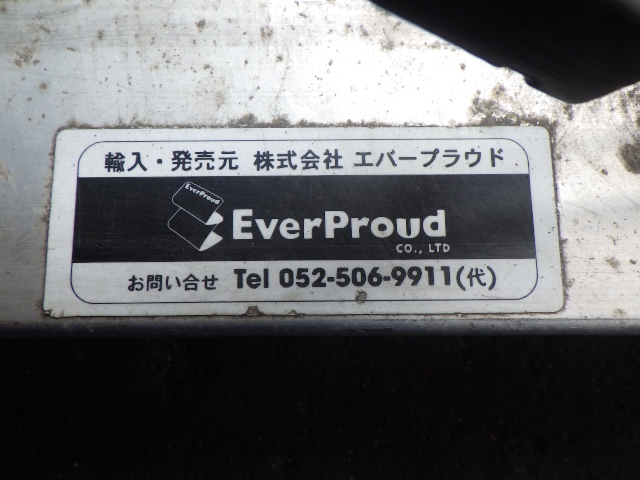 輸入・発売元 株式会社 エバープラウド
EverProud
EverProud
CO., LTD
お問い合せ Tel 052-506-9911(代)